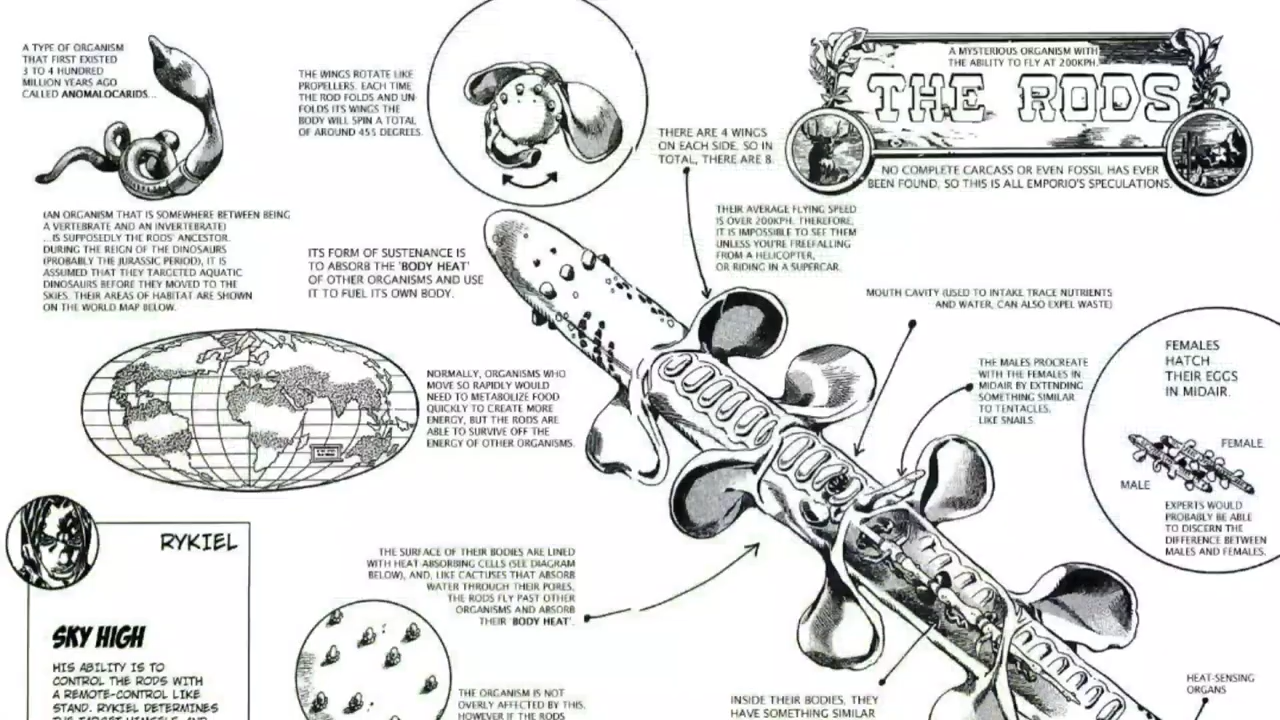 A TYPE OF ORGANISM
THAT FIRST EXISTED
3 TO 4 HUNDRED
MILLION YEARS AGO
CALLED ANOMALOCARIDS...
THE WINGS ROTATE LIKE
PROPELLERS. EACH TIME
THE ROD FOLDS AND UN-
FOLDS ITS WINGS THE
BODY WILL SPIN A TOTAL
OF AROUND 455 DEGREES.
THERE ARE 4 WINGS
ON EACH SIDE, SO IN
TOTAL, THERE ARE 8.
A MYSTERIOUS ORGANISM WITH
THE ABILITY TO FLY AT 200KPH.
THE RODS
NO COMPLETE CARCASS OR EVEN FOSSIL HAS EVER
BEEN FOUND, SO THIS IS ALL EMPORIO'S SPECULATIONS.
(AN ORGANISM THAT IS SOMEWHERE BETWEEN BEING
A VERTEBRATE AND AN INVERTEBRATE)
...IS SUPPOSEDLY THE RODS' ANCESTOR.
DURING THE REIGN OF THE DINOSAURS
(PROBABLY THE JURASSIC PERIOD), IT IS
ASSUMED THAT THEY TARGETED AQUATIC
DINOSAURS BEFORE THEY MOVED TO THE
SKIES. THEIR AREAS OF HABITAT ARE SHOWN
ON THE WORLD MAP BELOW.
ITS FORM OF SUSTENANCE IS
TO ABSORB THE 'BODY HEAT'
OF OTHER ORGANISMS AND USE
IT TO FUEL ITS OWN BODY.
THEIR AVERAGE FLYING SPEED
IS OVER 200KPH. THEREFORE,
IT IS IMPOSSIBLE TO SEE THEM
UNLESS YOU'RE FREEFALLING
FROM A HELICOPTER,
OR RIDING IN A SUPERCAR.
MOUTH CAVITY (USED TO INTAKE TRACE NUTRIENTS
AND WATER, CAN ALSO EXPEL WASTE)
THE MALES PROCREATE
WITH THE FEMALES IN
MIDAIR BY EXTENDING
SOMETHING SIMILAR
TO TENTACLES,
LIKE SNAILS.
FEMALES
HATCH
THEIR EGGS
IN MIDAIR.
FEMALE
MALE
EXPERTS WOULD
PROBABLY BE ABLE
TO DISCERN THE
DIFFERENCE BETWEEN
MALES AND FEMALES.
NORMALLY, ORGANISMS WHO
MOVE SO RAPIDLY WOULD
NEED TO METABOLIZE FOOD
QUICKLY TO CREATE MORE
ENERGY, BUT THE RODS ARE
ABLE TO SURVIVE OFF THE
ENERGY OF OTHER ORGANISMS.
RYKIEL
SKY HIGH
HIS ABILITY IS TO
CONTROL THE RODS WITH
A REMOTE-CONTROL LIKE
STAND. RYKIEL DETERMINES
THE TARGET HIMSELF, AND
THE SURFACE OF THEIR BODIES ARE LINED
WITH HEAT-ABSORBING CELLS (SEE DIAGRAM
BELOW), AND, LIKE CACTUSES THAT ABSORB
WATER THROUGH THEIR PORES,
THE RODS FLY PAST OTHER
ORGANISMS AND ABSORB
THEIR 'BODY HEAT'.
THE ORGANISM IS NOT
OVERLY AFFECTED BY THIS,
HOWEVER IF THE RODS
INSIDE THEIR BODIES, THEY
HAVE SOMETHING SIMILAR
HEAT-SENSING
ORGANS